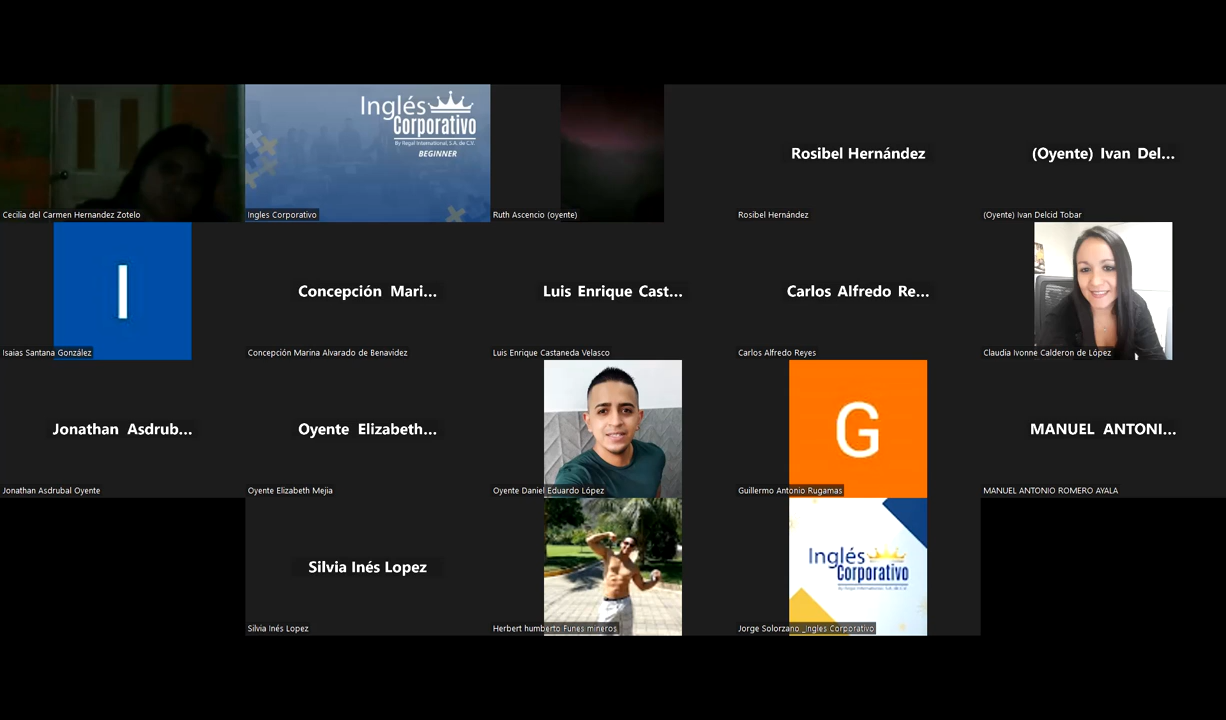 Inglés
Corporativo
By Regal International, S.A. de C.V.
BEGINNER
Cecilia del Carmen Hernandez Zotelo
Ingles Corporativo
Ruth Ascencio (oyente)
Rosibel Hernández
Rosibel Hernández
(Oyente) Ivan Del...
(Oyente) Ivan Delcid Tobar
I
Isaias Santana González
Concepción Mari...
Concepción Marina Alvarado de Benavidez
Luis Enrique Cast...
Luis Enrique Castaneda Velasco
Carlos Alfredo Re...
Carlos Alfredo Reyes
Claudia Ivonne Calderon de López
Jonathan Asdrub...
Jonathan Asdrubal Oyente
Oyente Elizabeth...
Oyente Elizabeth Mejia
Oyente Daniel Eduardo López
G
Guillermo Antonio Rugamas
MANUEL ANTONI...
MANUEL ANTONIO ROMERO AYALA
Silvia Inés Lopez
Silvia Inés Lopez
Herbert humberto Funes mineros
Inglés
Corporativo
By Regal International, S.A. de C.V.
Jorge Solorzano _Ingles Corporativo